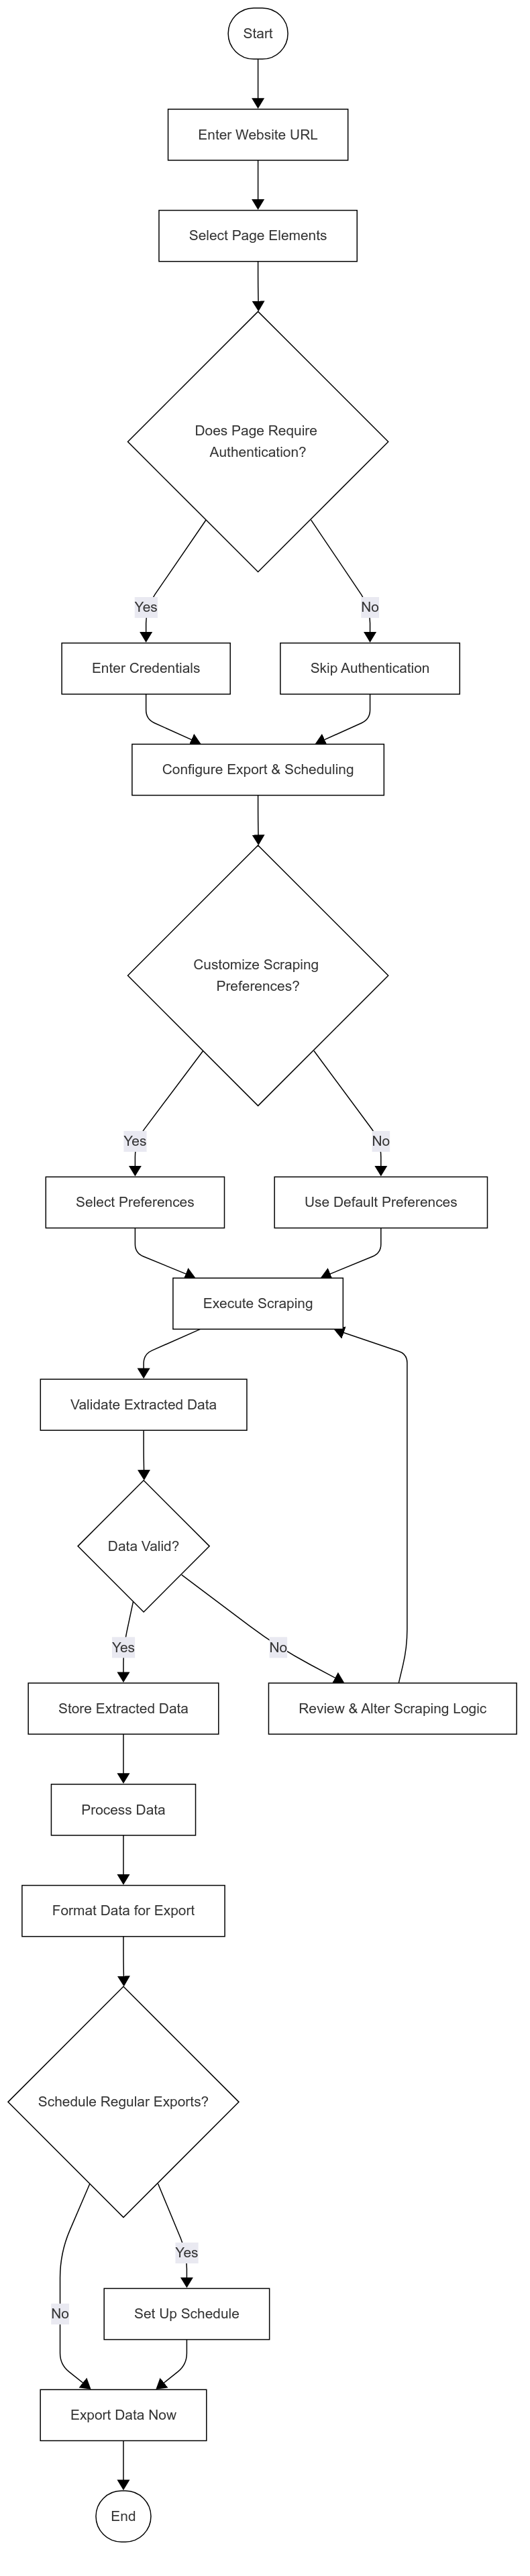 Start
Enter Website URL
Select Page Elements
Does Page Require
Authentication?
Yes
No
Enter Credentials
Skip Authentication
Configure Export & Scheduling
Customize Scraping
Preferences?
Yes
No
Select Preferences
Use Default Preferences
Execute Scraping
Validate Extracted Data
Data Valid?
Yes
No
Store Extracted Data
Review & Alter Scraping Logic
Process Data
Format Data for Export
Schedule Regular Exports?
Yes
No
Set Up Schedule
Export Data Now
End